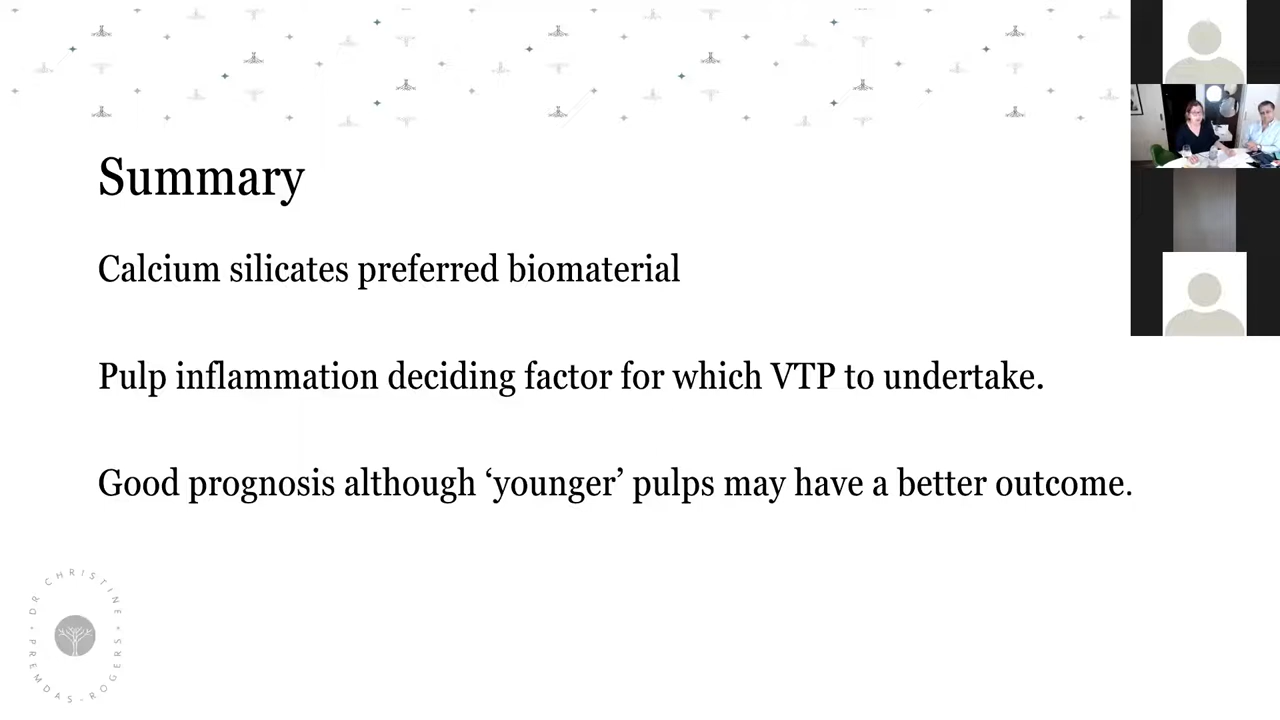 Summary
Calcium silicates preferred biomaterial
Pulp inflammation deciding factor for which VTP to undertake.
Good prognosis although ‘younger’ pulps may have a better outcome.
DR CHRISTINE • PREMDAS-ROGERS •